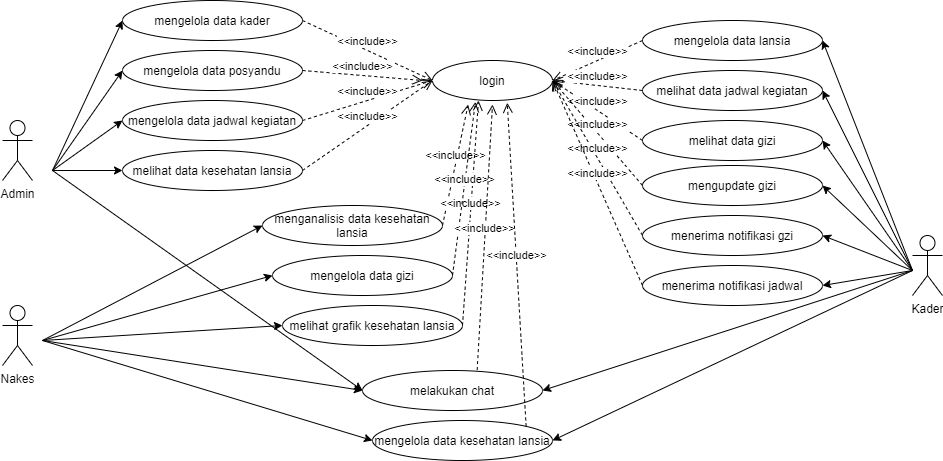 mengelola data kader
mengelola data posyandu
mengelola data jadwal kegiatan
melihat data kesehatan lansia
Admin
<<include>>
<<include>>
<<include>>
<<include>>
login
<<include>>
<<include>>
<<include>>
<<include>>
<<include>>
<<include>>
mengelola data lansia
melihat data jadwal kegiatan
melihat data gizi
mengupdate gizi
menerima notifikasi gzi
menerima notifikasi jadwal
Kader
<<include>>
<<include>>
<<include>>
<<include>>
<<include>>
menganalisis data kesehatan
lansia
mengelola data gizi
melihat grafik kesehatan lansia
Nakes
melakukan chat
mengelola data kesehatan lansia